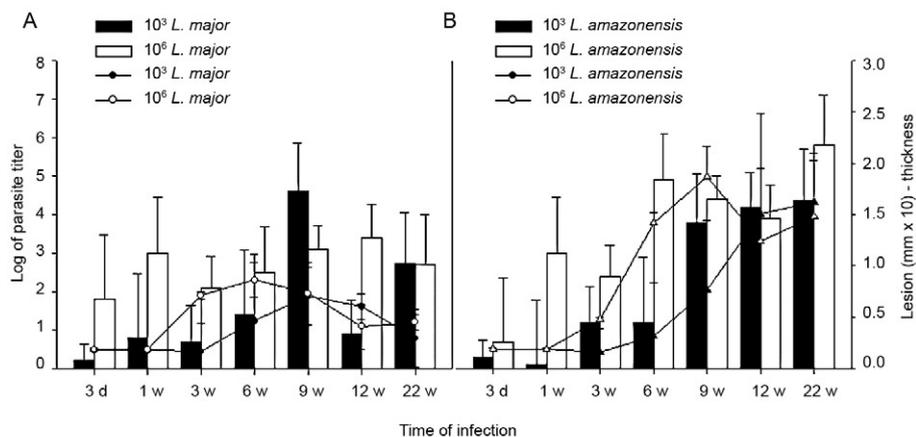 A
10³ L. major
10⁶ L. major
10³ L. major
10⁶ L. major
B
10³ L. amazonensis
10⁶ L. amazonensis
10³ L. amazonensis
10⁶ L. amazonensis
Log of parasite titer
8
7
6
5
4
3
2
1
0
3 d 1 w 3 w 6 w 9 w 12 w 22 w
3 d 1 w 3 w 6 w 9 w 12 w 22 w
3.0
2.5
2.0
1.5
1.0
0.5
0.0
Lesion (mm x 10) - thickness
Time of infection